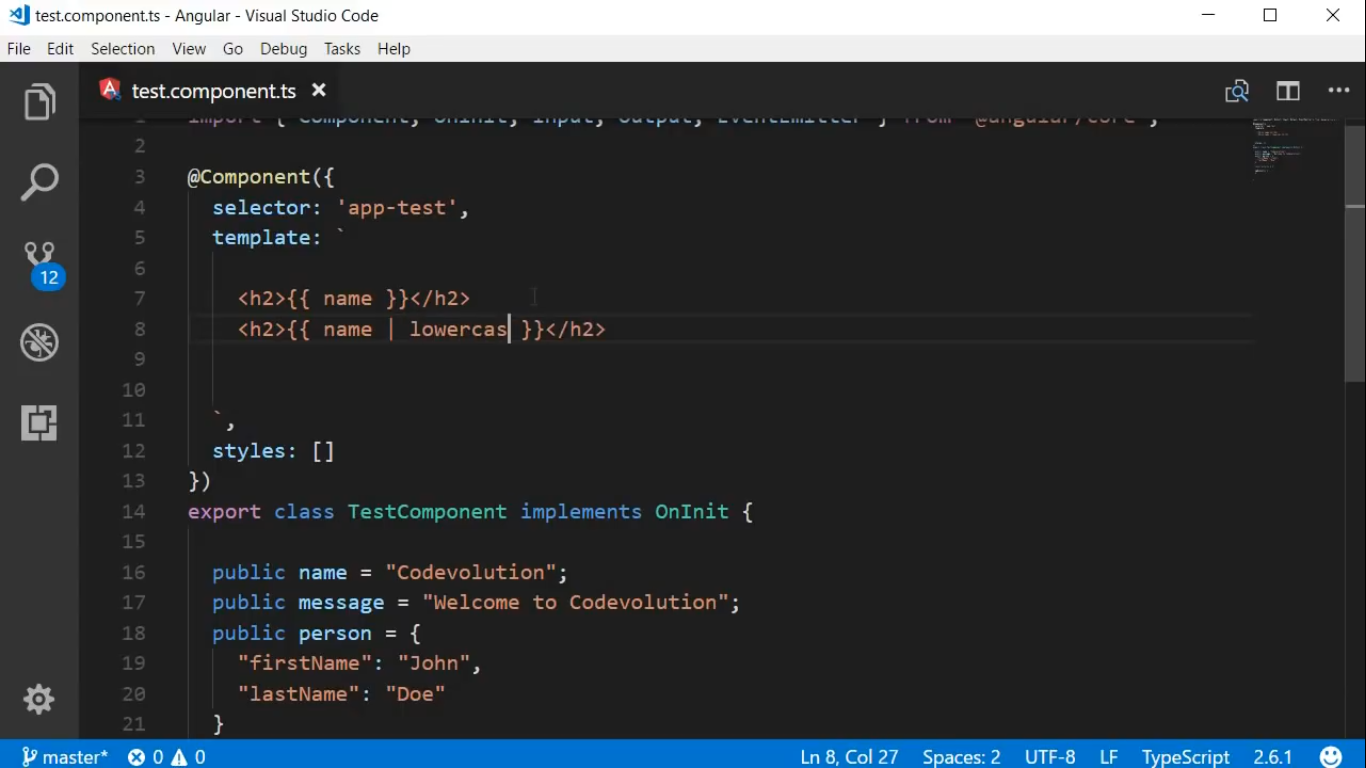 test.component.ts - Angular - Visual Studio Code
File Edit Selection View Go Debug Tasks Help
test.component.ts
1 import { Component, OnInit, Input, Output, EventEmitter } from '@angular/core';
2
3 @Component({
4 selector: 'app-test',
5 template: `
6
7 <h2>{{ name }}</h2>
8 <h2>{{ name | lowercas }}</h2>
9
10
11 `,
12 styles: []
13 })
14 export class TestComponent implements OnInit {
15
16 public name = "Codevolution";
17 public message = "Welcome to Codevolution";
18 public person = {
19 "firstName": "John",
20 "lastName": "Doe"
21 }
12
master* 0 0 Ln 8, Col 27 Spaces: 2 UTF-8 LF TypeScript 2.6.1